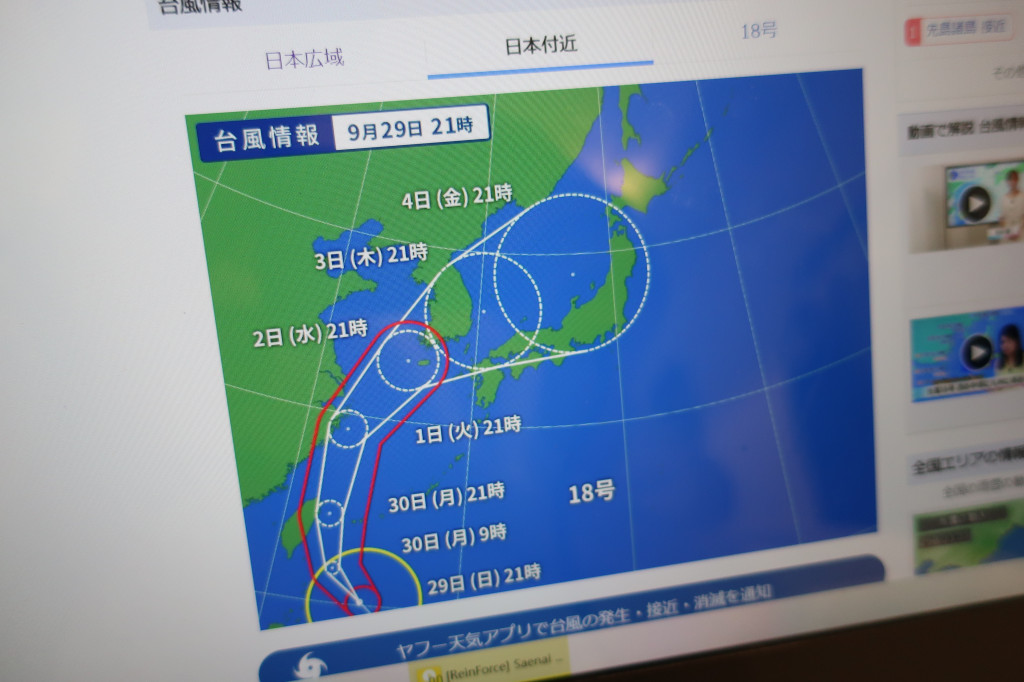 台風情報
日本広域
日本付近
18号
台風情報
9月29日 21時
4日(金)21時
3日(木)21時
2日(水)21時
1日(火)21時
30日(月)21時
18号
30日(月)9時
29日(日)21時
ヤフー天気アプリで台風の発生・接近・消滅を通知
[ReinForce] Saenai ..
1
接近
その他
動画で解説 台風情
全国エリアの情報